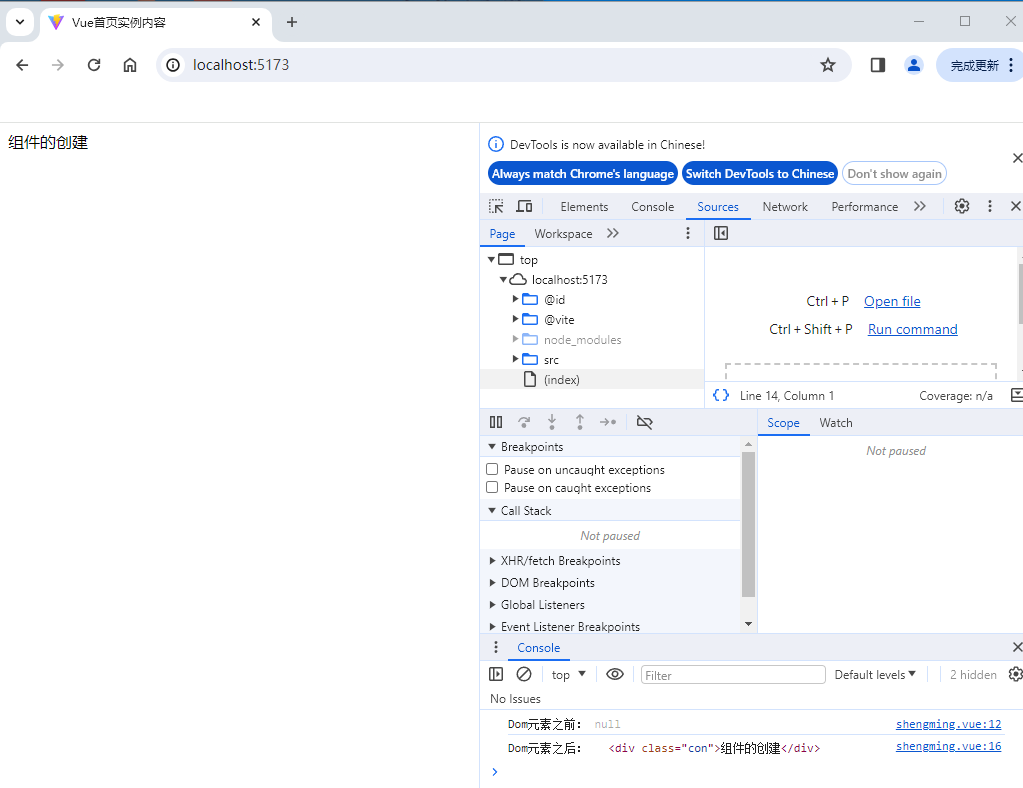 Vue首页实例内容
localhost:5173
完成更新
组件的创建
DevTools is now available in Chinese!
Always match Chrome's language Switch DevTools to Chinese Don't show again
Elements Console Sources Network Performance
Page Workspace
top
localhost:5173
@id
@vite
node_modules
src
(index)
Ctrl + P Open file
Ctrl + Shift + P Run command
Line 14, Column 1 Coverage: n/a
Scope Watch
Breakpoints
Not paused
Pause on uncaught exceptions
Pause on caught exceptions
Call Stack
Not paused
XHR/fetch Breakpoints
DOM Breakpoints
Global Listeners
Event Listener Breakpoints
Console
top Filter Default levels 2 hidden
No Issues
Dom元素之前: null shengming.vue:12
Dom元素之后: <div class="con">组件的创建</div> shengming.vue:16